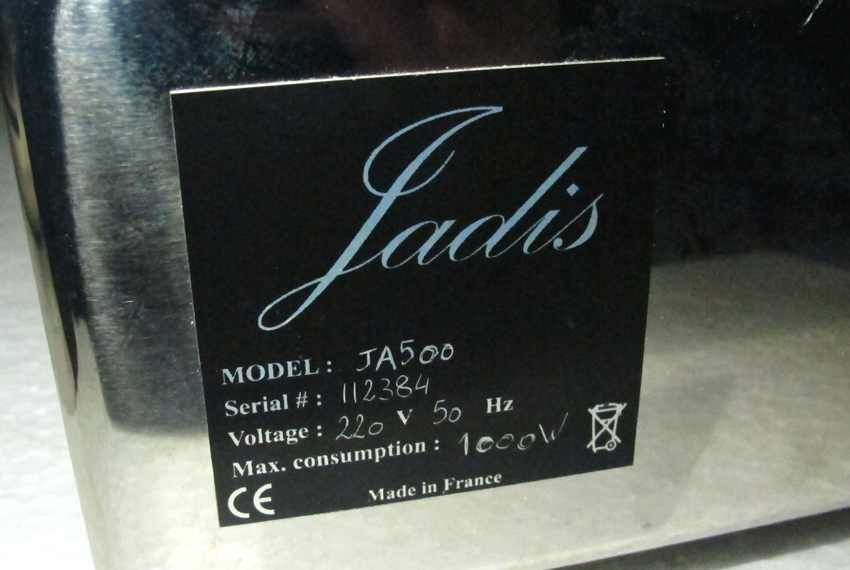 Jadis
MODEL : JA500
Serial # : 112384
Voltage : 220 V 50 Hz
Max. consumption : 1000W
CE Made in France